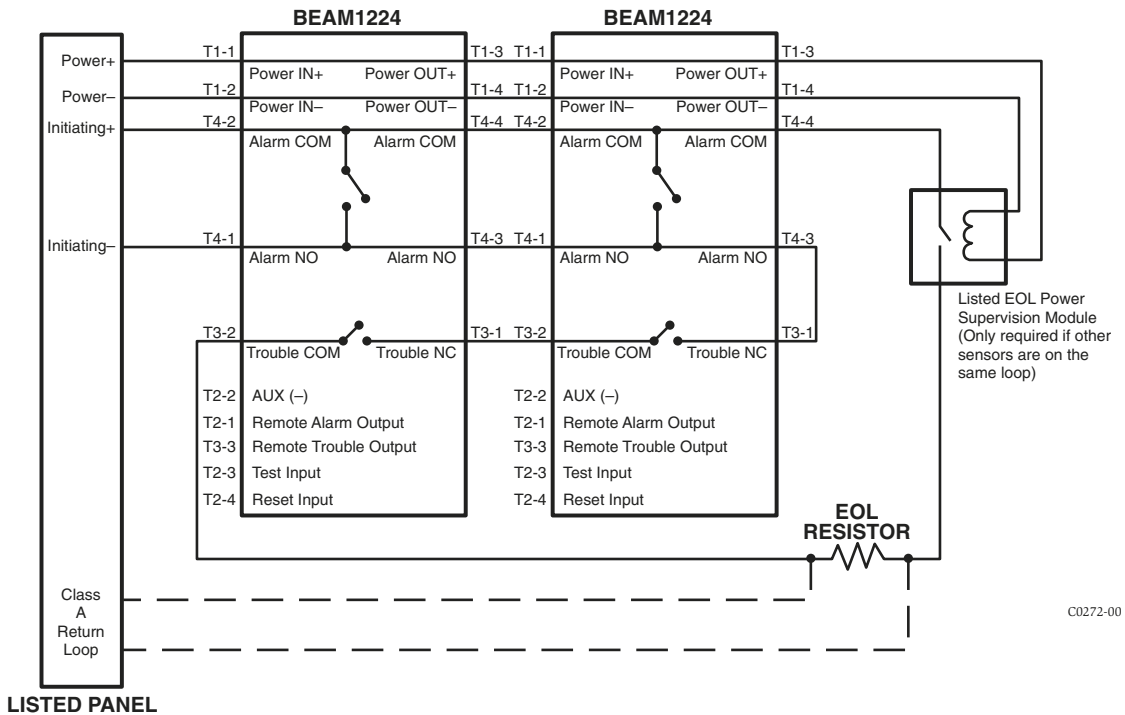 BEAM1224
BEAM1224
Power+
T1-1
T1-3
T1-1
T1-3
Power IN+
Power OUT+
Power IN+
Power OUT+
Power–
T1-2
T1-4
T1-2
T1-4
Power IN–
Power OUT–
Power IN–
Power OUT–
Initiating+
T4-2
T4-4
T4-2
T4-4
Alarm COM
Alarm COM
Alarm COM
Alarm COM
Initiating–
T4-1
T4-3
T4-1
T4-3
Alarm NO
Alarm NO
Alarm NO
Alarm NO
Listed EOL Power
Supervision Module
(Only required if other
sensors are on the
same loop)
T3-2
T3-1
T3-2
T3-1
Trouble COM
Trouble NC
Trouble COM
Trouble NC
T2-2
AUX (–)
T2-2
AUX (–)
T2-1
Remote Alarm Output
T2-1
Remote Alarm Output
T3-3
Remote Trouble Output
T3-3
Remote Trouble Output
T2-3
Test Input
T2-3
Test Input
T2-4
Reset Input
T2-4
Reset Input
EOL
RESISTOR
Class
A
Return
Loop
C0272-00
LISTED PANEL